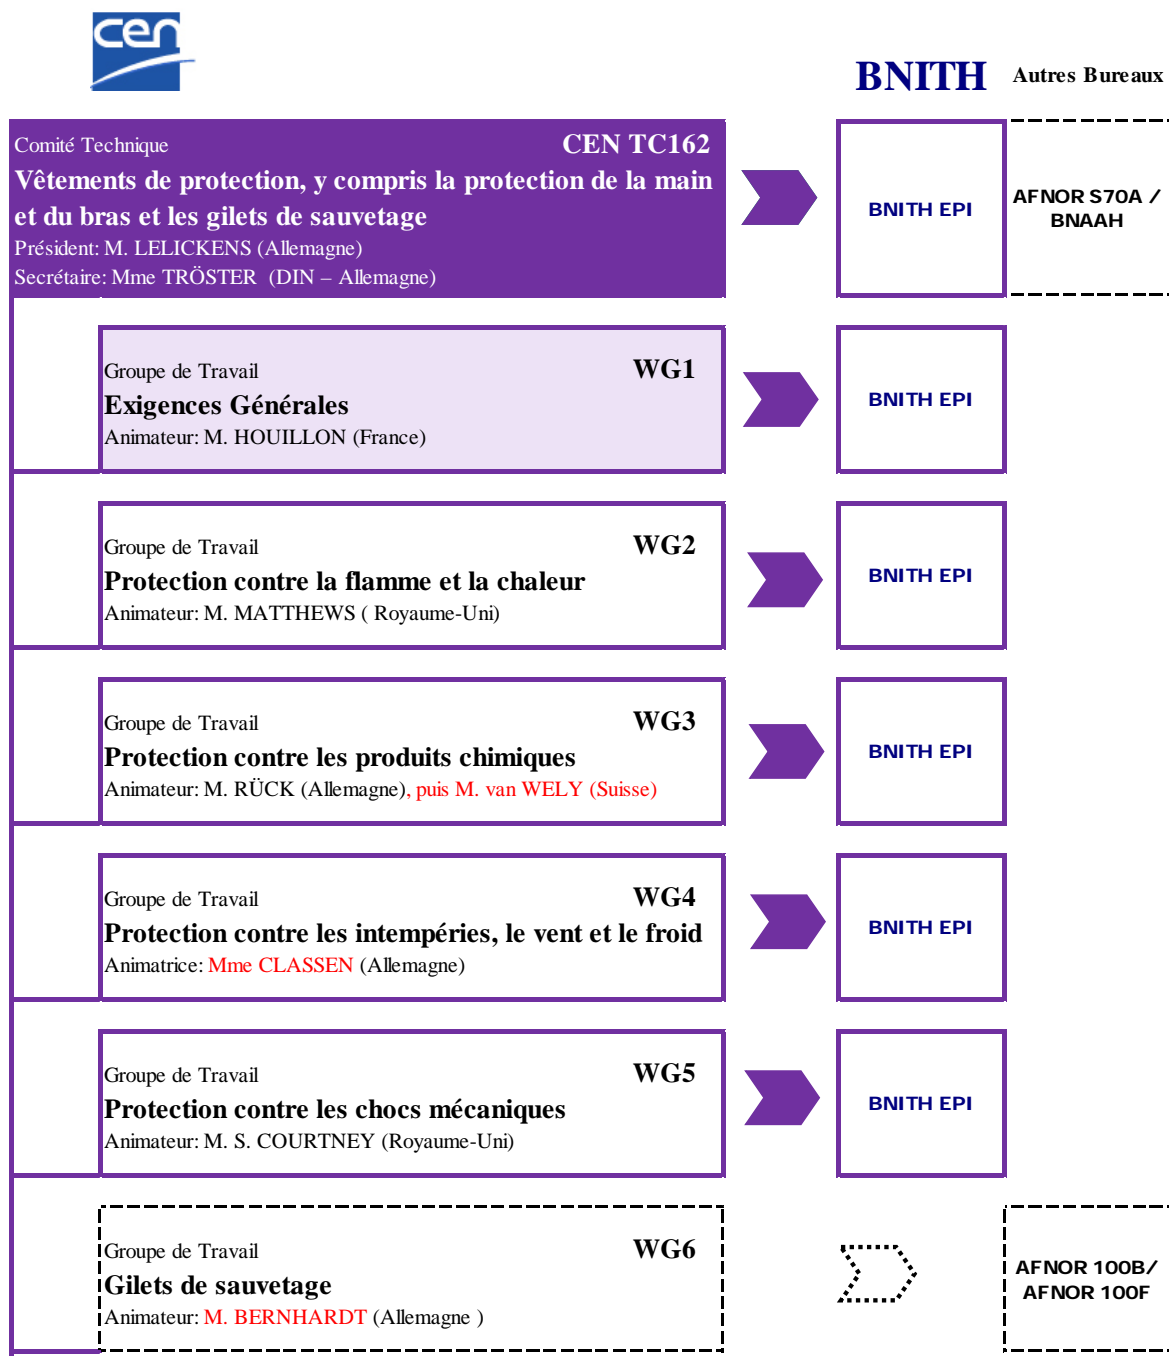 cen
BNITH Autres Bureaux
Comité Technique CEN TC162
Vêtements de protection, y compris la protection de la main
et du bras et les gilets de sauvetage
Président: M. LELICKENS (Allemagne)
Secrétaire: Mme TRÖSTER (DIN – Allemagne)
BNITH EPI
AFNOR S70A /
BNAAH
Groupe de Travail WG1
Exigences Générales
Animateur: M. HOUILLON (France)
BNITH EPI
Groupe de Travail WG2
Protection contre la flamme et la chaleur
Animateur: M. MATTHEWS ( Royaume-Uni)
BNITH EPI
Groupe de Travail WG3
Protection contre les produits chimiques
Animateur: M. RÜCK (Allemagne), puis M. van WELY (Suisse)
BNITH EPI
Groupe de Travail WG4
Protection contre les intempéries, le vent et le froid
Animatrice: Mme CLASSEN (Allemagne)
BNITH EPI
Groupe de Travail WG5
Protection contre les chocs mécaniques
Animateur: M. S. COURTNEY (Royaume-Uni)
BNITH EPI
Groupe de Travail WG6
Gilets de sauvetage
Animateur: M. BERNHARDT (Allemagne )
AFNOR 100B/
AFNOR 100F